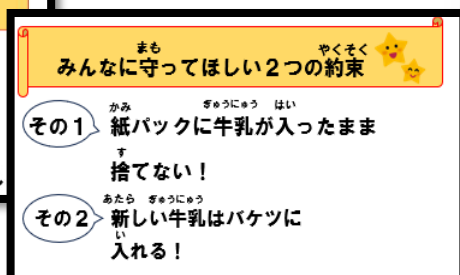 みんなに守ってほしい2つの約束
その1 紙パックに牛乳が入ったまま
捨てない!
その2 新しい牛乳はバケツに
入れる!